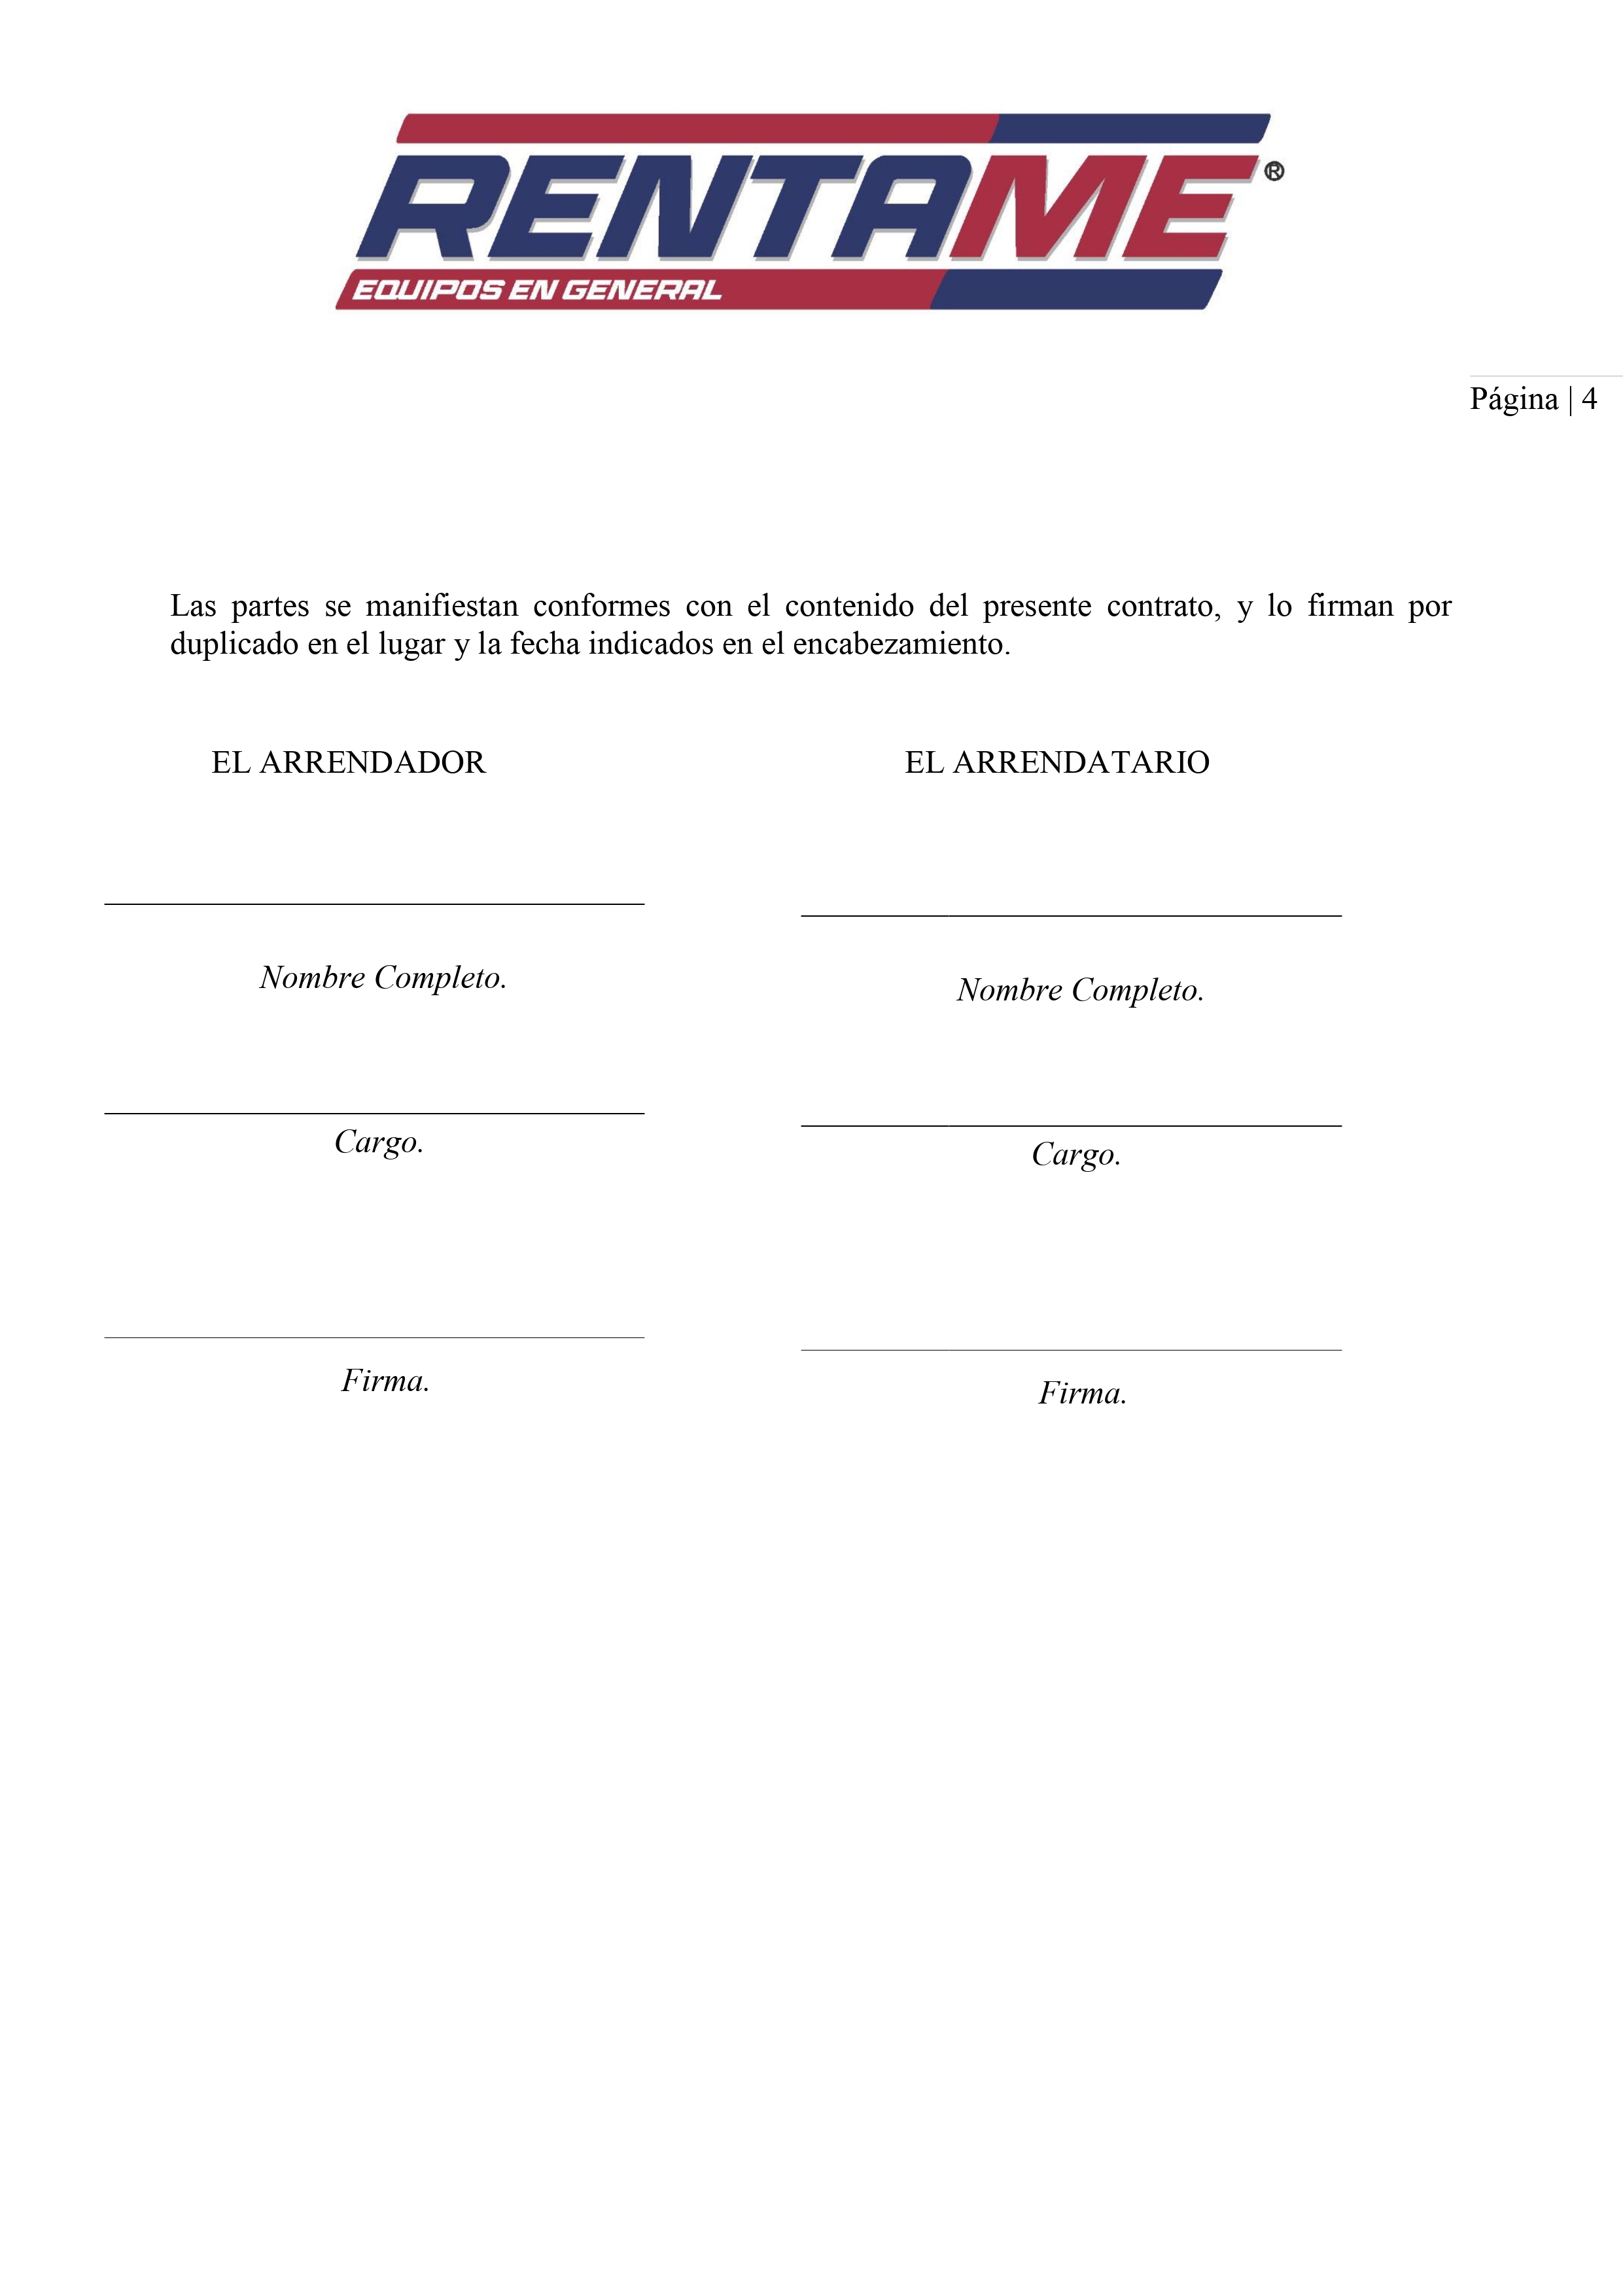 RENTAME®
EQUIPOS EN GENERAL
Página | 4
Las partes se manifiestan conformes con el contenido del presente contrato, y lo firman por
duplicado en el lugar y la fecha indicados en el encabezamiento.
EL ARRENDADOR
Nombre Completo.
Cargo.
Firma.
EL ARRENDATARIO
Nombre Completo.
Cargo.
Firma.